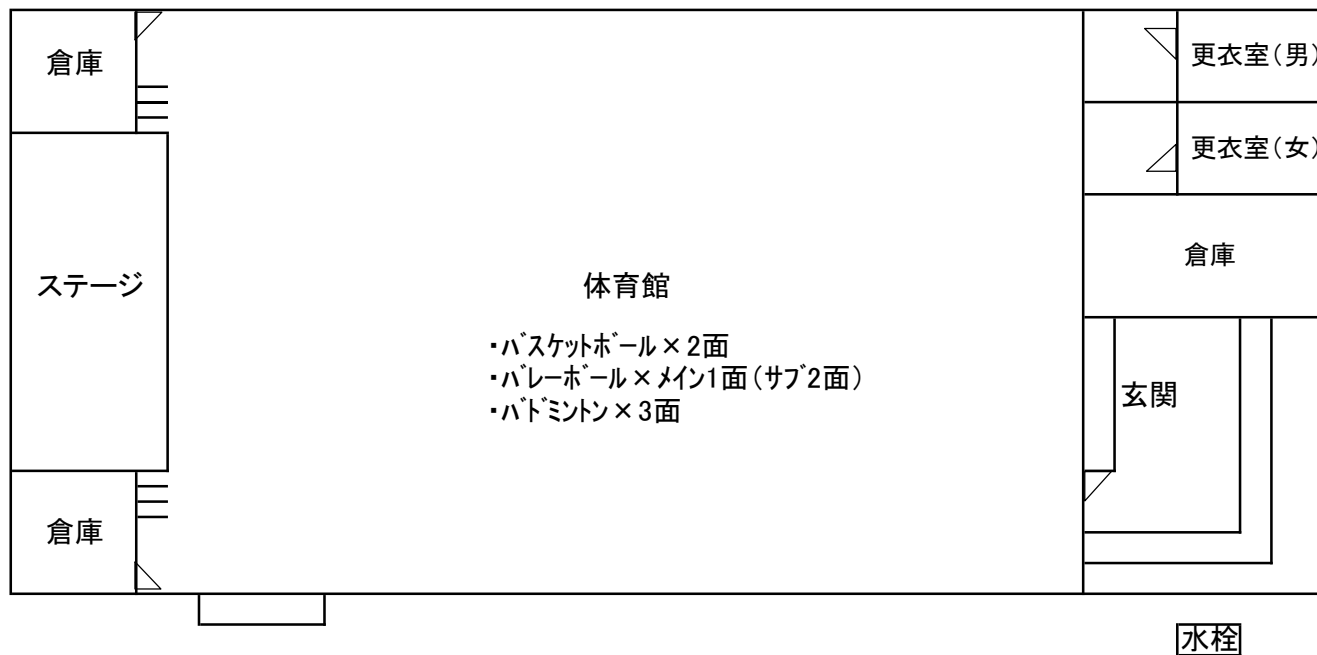 倉庫
更衣室（男）
更衣室（女）
倉庫
ステージ
体育館
・ﾊﾞｽｹｯﾄﾎﾞｰﾙ×2面
・ﾊﾞﾚｰﾎﾞｰﾙ×ﾒｲﾝ1面（ｻﾌﾞ2面）
・ﾊﾞﾄﾞﾐﾝﾄﾝ×3面
玄関
倉庫
水栓